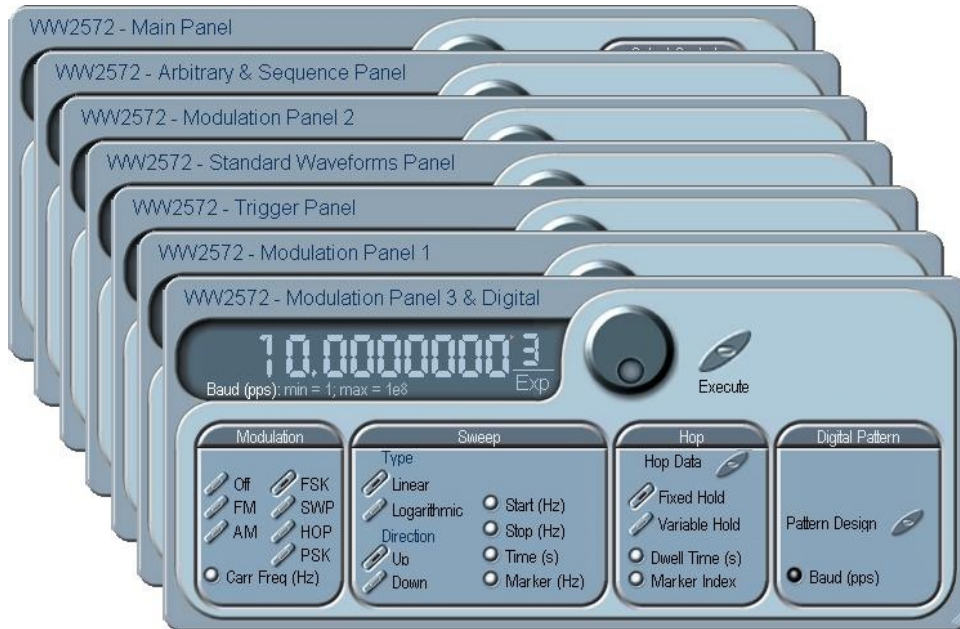 WW2572 - Main Panel
WW2572 - Arbitrary & Sequence Panel
WW2572 - Modulation Panel 2
WW2572 - Standard Waveforms Panel
WW2572 - Trigger Panel
WW2572 - Modulation Panel 1
WW2572 - Modulation Panel 3 & Digital
10.0000000 3
Exp
Baud (pps): min = 1; max = 1e8
Execute
Modulation
Off
FSK
FM
SWP
AM
HOP
PSK
Carr Freq (Hz)
Sweep
Type
Linear
Logarithmic
Direction
Up
Down
Start (Hz)
Stop (Hz)
Time (s)
Marker (Hz)
Hop
Hop Data
Fixed Hold
Variable Hold
Dwell Time (s)
Marker Index
Digital Pattern
Pattern Design
Baud (pps)